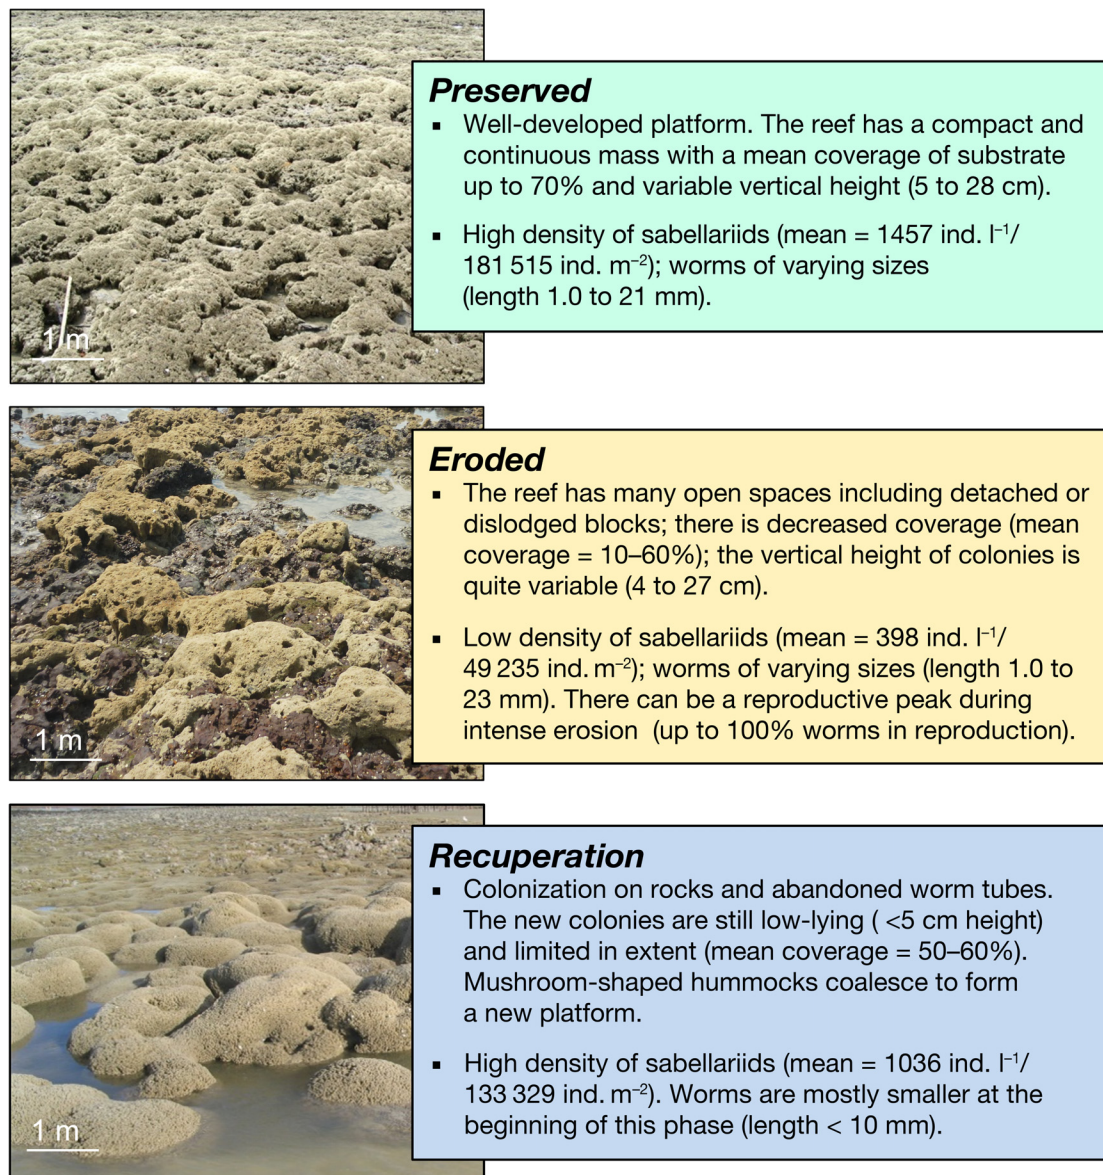 Preserved
▪ Well-developed platform. The reef has a compact and
continuous mass with a mean coverage of substrate
up to 70% and variable vertical height (5 to 28 cm).
▪ High density of sabellariids (mean = 1457 ind. l⁻¹/
181 515 ind. m⁻²); worms of varying sizes
(length 1.0 to 21 mm).
1 m
Eroded
▪ The reef has many open spaces including detached or
dislodged blocks; there is decreased coverage (mean
coverage = 10–60%); the vertical height of colonies is
quite variable (4 to 27 cm).
▪ Low density of sabellariids (mean = 398 ind. l⁻¹/
49 235 ind. m⁻²); worms of varying sizes (length 1.0 to
23 mm). There can be a reproductive peak during
intense erosion (up to 100% worms in reproduction).
1 m
Recuperation
▪ Colonization on rocks and abandoned worm tubes.
The new colonies are still low-lying ( <5 cm height)
and limited in extent (mean coverage = 50–60%).
Mushroom-shaped hummocks coalesce to form
a new platform.
▪ High density of sabellariids (mean = 1036 ind. l⁻¹/
133 329 ind. m⁻²). Worms are mostly smaller at the
beginning of this phase (length < 10 mm).
1 m